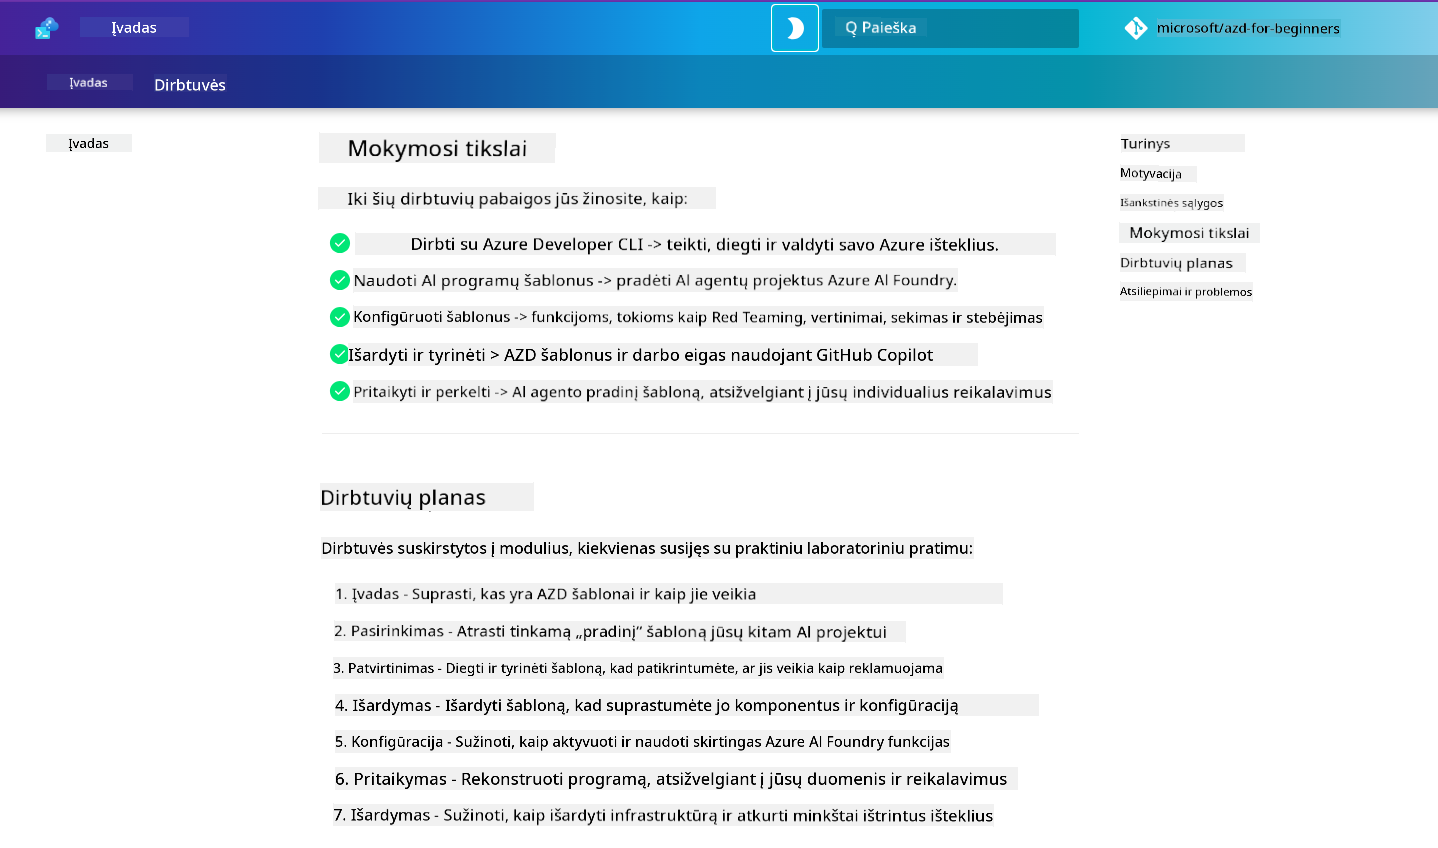 Įvadas
Q Paieška
microsoft/azd-for-beginners
Įvadas
Dirbtuvės
Įvadas
Mokymosi tikslai
Iki šių dirbtuvių pabaigos jūs žinosite, kaip:
Dirbti su Azure Developer CLI -> teikti, diegti ir valdyti savo Azure išteklius.
Naudoti AI programų šablonus -> pradėti AI agentų projektus Azure AI Foundry.
Konfigūruoti šablonus -> funkcijoms, tokioms kaip Red Teaming, vertinimai, sekimas ir stebėjimas
Išardyti ir tyrinėti > AZD šablonus ir darbo eigas naudojant GitHub Copilot
Pritaikyti ir perkelti -> AI agento pradinį šabloną, atsižvelgiant į jūsų individualius reikalavimus
Dirbtuvių planas
Dirbtuvės suskirstytos į modulius, kiekvienas susijęs su praktiniu laboratoriniu pratimu:
1. Įvadas - Suprasti, kas yra AZD šablonai ir kaip jie veikia
2. Pasirinkimas - Atrasti tinkamą „pradinį“ šabloną jūsų kitam AI projektui
3. Patvirtinimas - Diegti ir tyrinėti šabloną, kad patikrintumėte, ar jis veikia kaip reklamuojama
4. Išardymas - Išardyti šabloną, kad suprastumėte jo komponentus ir konfigūraciją
5. Konfigūracija - Sužinoti, kaip aktyvuoti ir naudoti skirtingas Azure AI Foundry funkcijas
6. Pritaikymas - Rekonstruoti programą, atsižvelgiant į jūsų duomenis ir reikalavimus
7. Išardymas - Sužinoti, kaip išardyti infrastruktūrą ir atkurti minkštai ištrintus išteklius
Turinys
Motyvacija
Išankstinės sąlygos
Mokymosi tikslai
Dirbtuvių planas
Atsiliepimai ir problemos